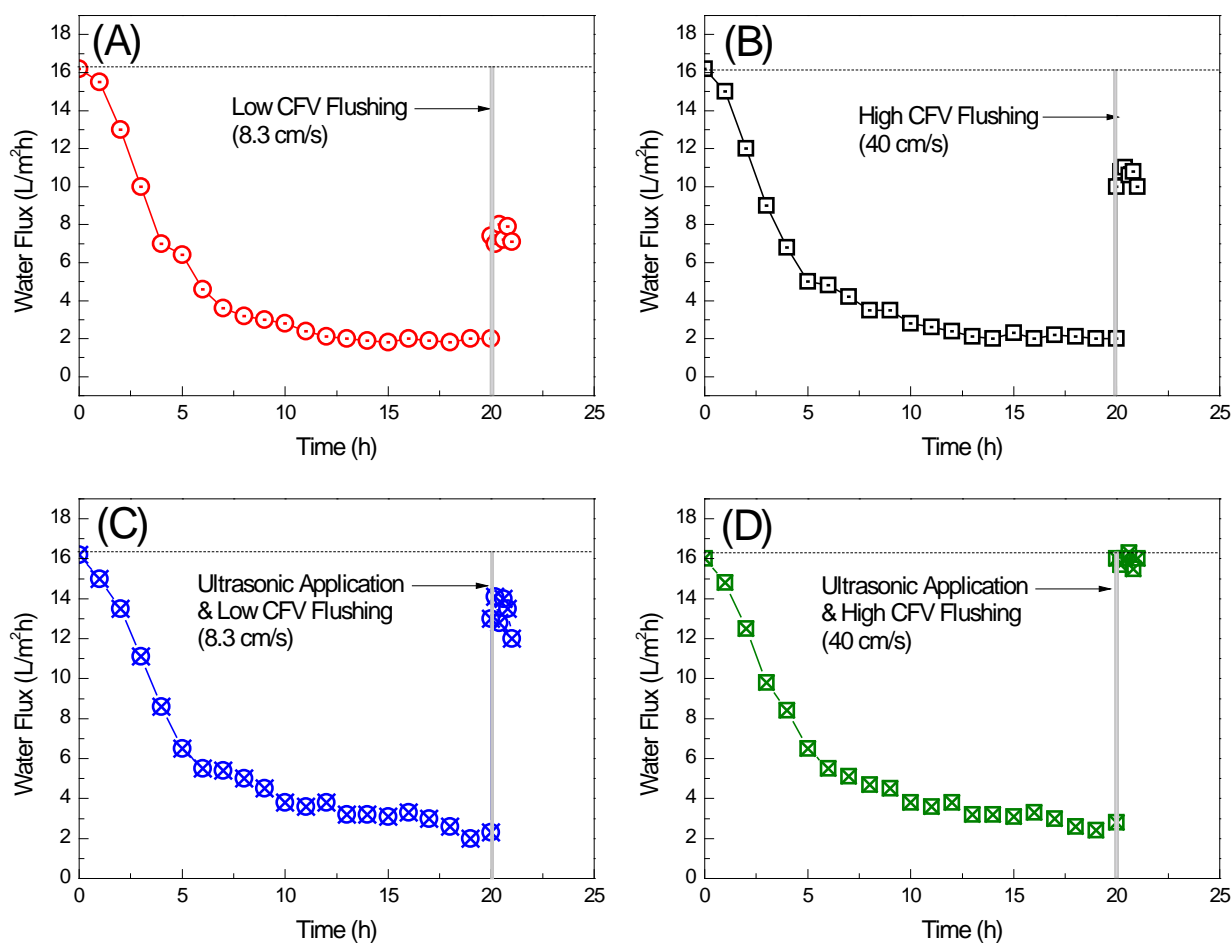 (A)
Water Flux (L/m²h)
18
16
14
12
10
8
6
4
2
0
Low CFV Flushing
(8.3 cm/s)
0 5 10 15 20 25
Time (h)
(B)
Water Flux (L/m²h)
18
16
14
12
10
8
6
4
2
0
High CFV Flushing
(40 cm/s)
0 5 10 15 20 25
Time (h)
(C)
Water Flux (L/m²h)
18
16
14
12
10
8
6
4
2
0
Ultrasonic Application
& Low CFV Flushing
(8.3 cm/s)
0 5 10 15 20 25
Time (h)
(D)
Water Flux (L/m²h)
18
16
14
12
10
8
6
4
2
0
Ultrasonic Application
& High CFV Flushing
(40 cm/s)
0 5 10 15 20 25
Time (h)